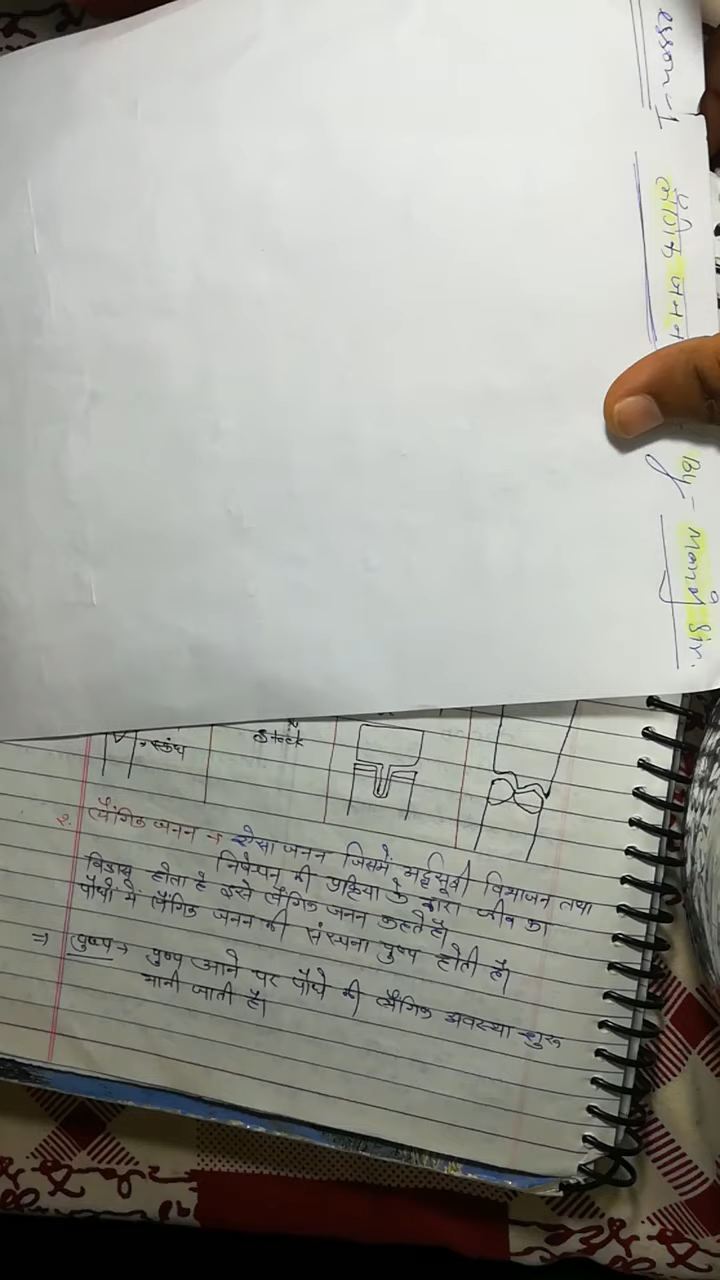 Lesson-1 लैंगिक जनन By- Manoj Sir.
स्कंध
Stock
2. लैंगिक जनन → ऐसा जनन जिसमें अर्द्धसूत्री विभाजन तथा
निषेचन की प्रक्रिया के द्वारा जीव का
विकास होता है इसे लैंगिक जनन कहते हैं।
पौधों में लैंगिक जनन की संरचना पुष्प होती है।
⇒ पुष्प → पुष्प आने पर पौधे की लैंगिक अवस्था शुरू
मानी जाती है।